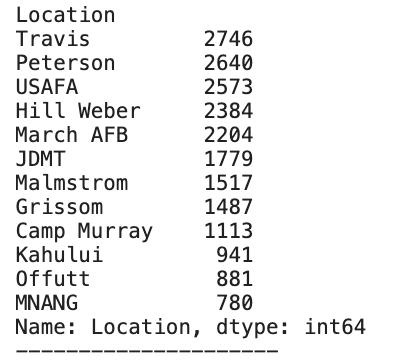 Location
Travis         2746
Peterson       2640
USAFA          2573
Hill Weber     2384
March AFB      2204
JDMT           1779
Malmstrom      1517
Grissom        1487
Camp Murray    1113
Kahului         941
Offutt          881
MNANG           780
Name: Location, dtype: int64
---------------------